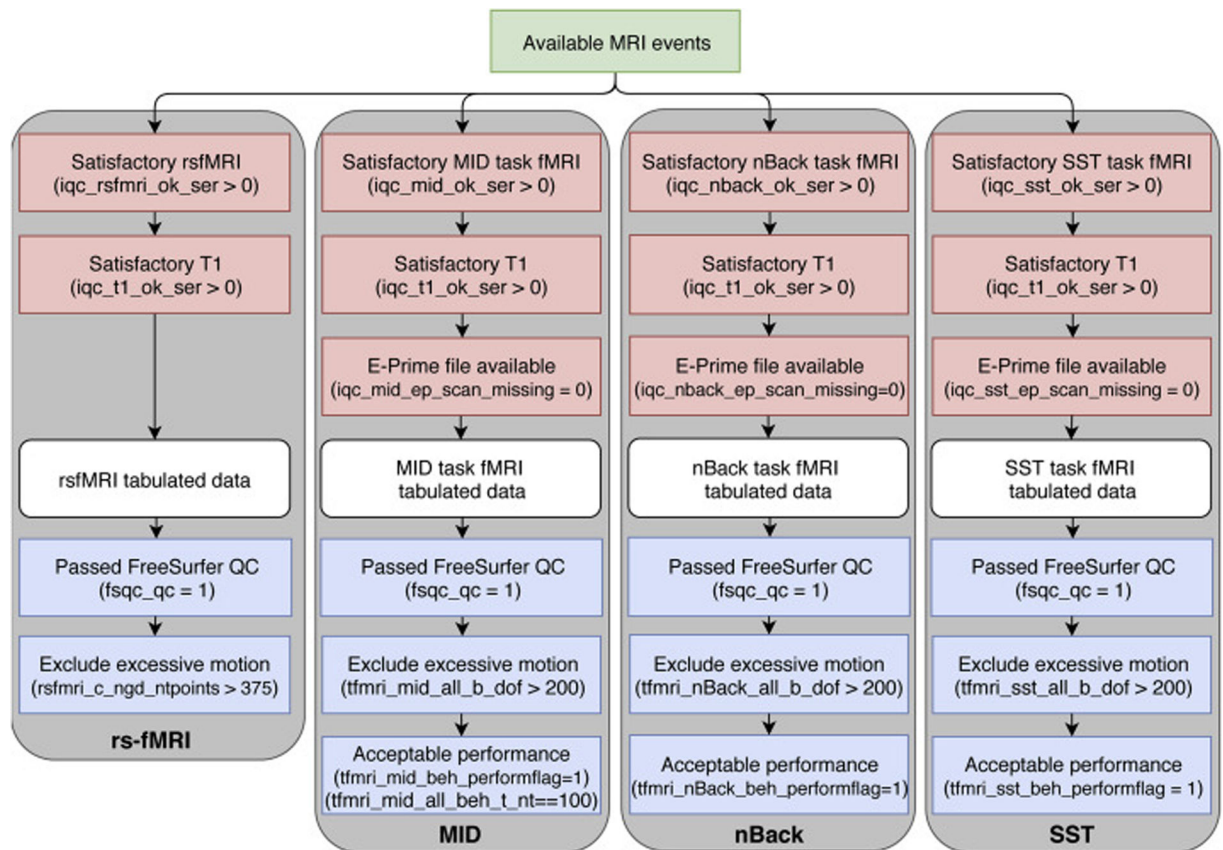 Available MRI events
Satisfactory rsfMRI
(iqc_rsfmri_ok_ser > 0)
Satisfactory T1
(iqc_t1_ok_ser > 0)
rsfMRI tabulated data
Passed FreeSurfer QC
(fsqc_qc = 1)
Exclude excessive motion
(rsfmri_c_ngd_ntpoints > 375)
rs-fMRI
Satisfactory MID task fMRI
(iqc_mid_ok_ser > 0)
Satisfactory T1
(iqc_t1_ok_ser > 0)
E-Prime file available
(iqc_mid_ep_scan_missing = 0)
MID task fMRI
tabulated data
Passed FreeSurfer QC
(fsqc_qc = 1)
Exclude excessive motion
(tfmri_mid_all_b_dof > 200)
Acceptable performance
(tfmri_mid_beh_performflag=1)
(tfmri_mid_all_beh_t_nt==100)
MID
Satisfactory nBack task fMRI
(iqc_nback_ok_ser > 0)
Satisfactory T1
(iqc_t1_ok_ser > 0)
E-Prime file available
(iqc_nback_ep_scan_missing=0)
nBack task fMRI
tabulated data
Passed FreeSurfer QC
(fsqc_qc = 1)
Exclude excessive motion
(tfmri_nBack_all_b_dof > 200)
Acceptable performance
(tfmri_nBack_beh_performflag=1)
nBack
Satisfactory SST task fMRI
(iqc_sst_ok_ser > 0)
Satisfactory T1
(iqc_t1_ok_ser > 0)
E-Prime file available
(iqc_sst_ep_scan_missing = 0)
SST task fMRI
tabulated data
Passed FreeSurfer QC
(fsqc_qc = 1)
Exclude excessive motion
(tfmri_sst_all_b_dof > 200)
Acceptable performance
(tfmri_sst_beh_performflag = 1)
SST